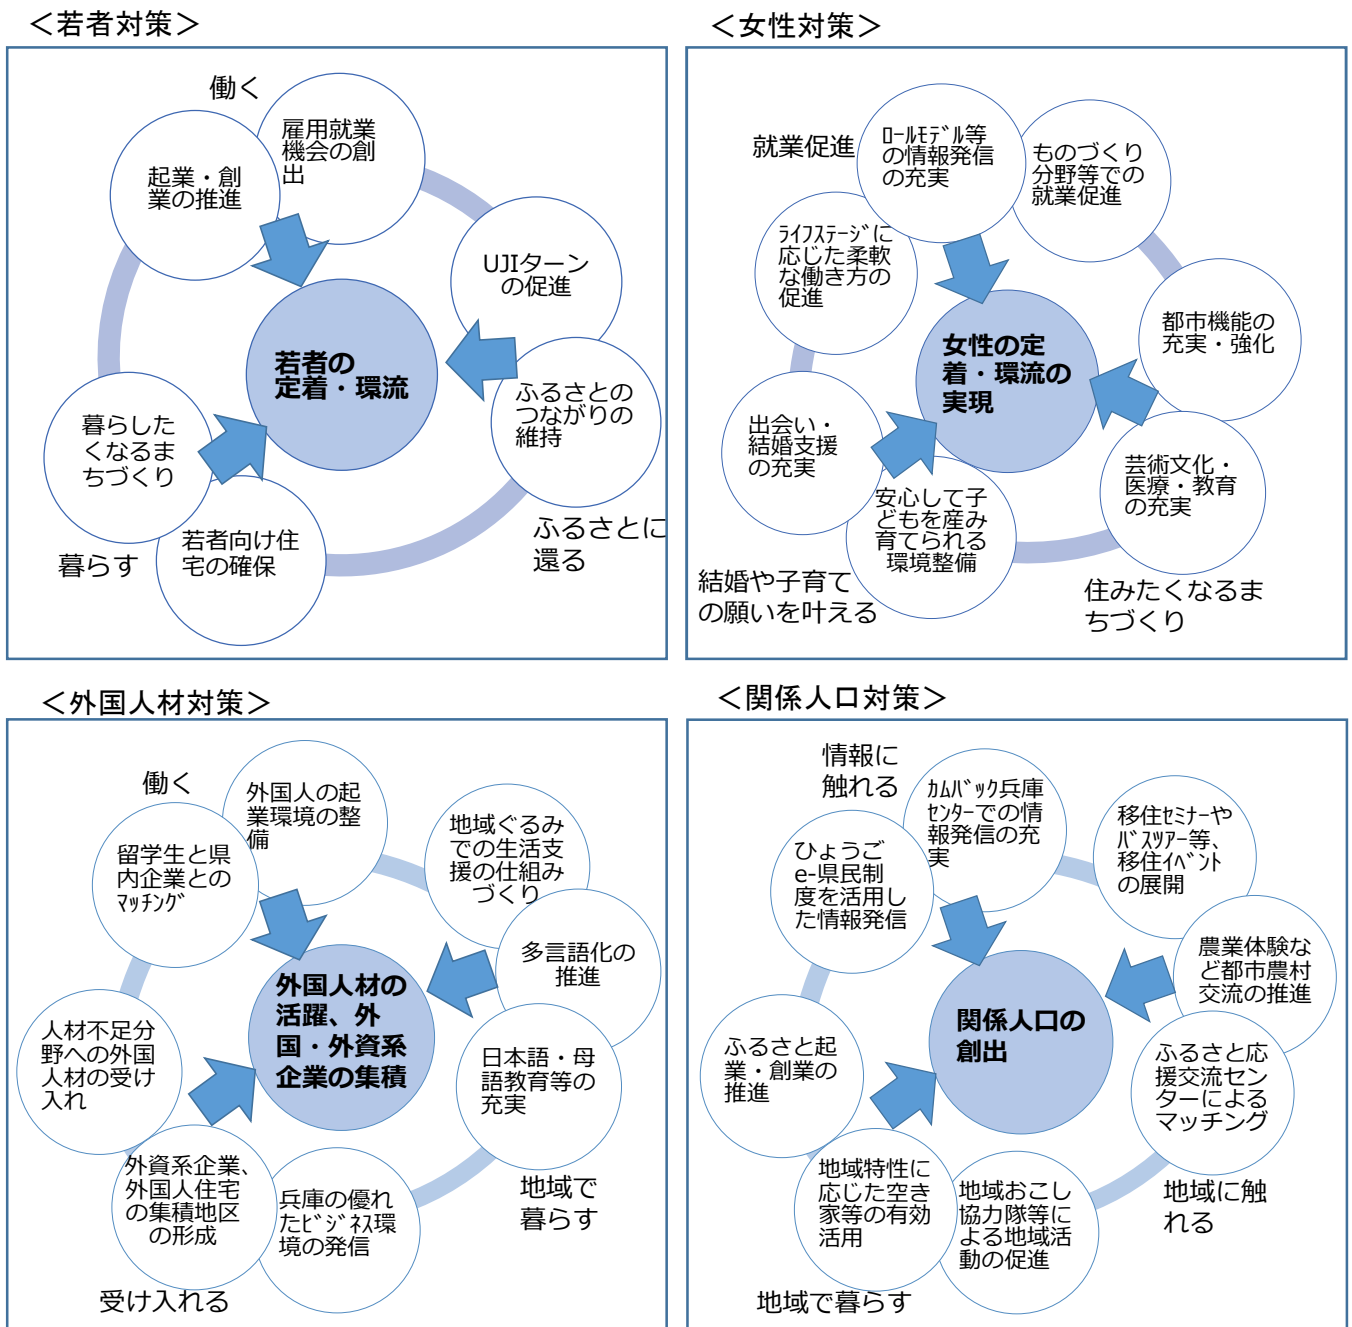 ＜若者対策＞
働く
雇用就業
機会の創
出
起業・創
業の推進
UJIターン
の促進
若者の
定着・環流
ふるさとの
つながりの
維持
暮らした
くなるま
ちづくり
若者向け住
宅の確保
暮らす
ふるさとに
還る
＜女性対策＞
就業促進
ﾛｰﾙﾓﾃﾞﾙ等
の情報発信
の充実
ものづくり
分野等での
就業促進
ﾗｲﾌｽﾃｰｼﾞに
応じた柔軟
な働き方の
促進
都市機能の
充実・強化
女性の定
着・環流の
実現
出会い・
結婚支援
の充実
芸術文化・
医療・教育
の充実
安心して子
どもを産み
育てられる
環境整備
結婚や子育て
の願いを叶える
住みたくなるま
ちづくり
＜外国人材対策＞
働く
外国人の起
業環境の整
備
留学生と県
内企業との
ﾏｯﾁﾝｸﾞ
地域ぐるみ
での生活支
援の仕組み
づくり
多言語化の
推進
外国人材の
活躍、外
国・外資系
企業の集積
人材不足分
野への外国
人材の受け
入れ
日本語・母
語教育等の
充実
外資系企業、
外国人住宅
の集積地区
の形成
兵庫の優れ
たﾋﾞｼﾞﾈｽ環
境の発信
地域で
暮らす
受け入れる
＜関係人口対策＞
情報に
触れる
ｶﾑﾊﾞｯｸ兵庫
ｾﾝﾀｰでの情
報発信の充
実
ひょうご
e-県民制
度を活用し
た情報発信
移住ｾﾐﾅｰや
ﾊﾞｽﾂｱｰ等、
移住ｲﾍﾞﾝﾄ
の展開
農業体験な
ど都市農村
交流の推進
関係人口の
創出
ふるさと起
業・創業の
推進
ふるさと応
援交流セン
ターによる
マッチング
地域特性に
応じた空き
家等の有効
活用
地域おこし
協力隊等に
よる地域活
動の促進
地域に触
れる
地域で暮らす